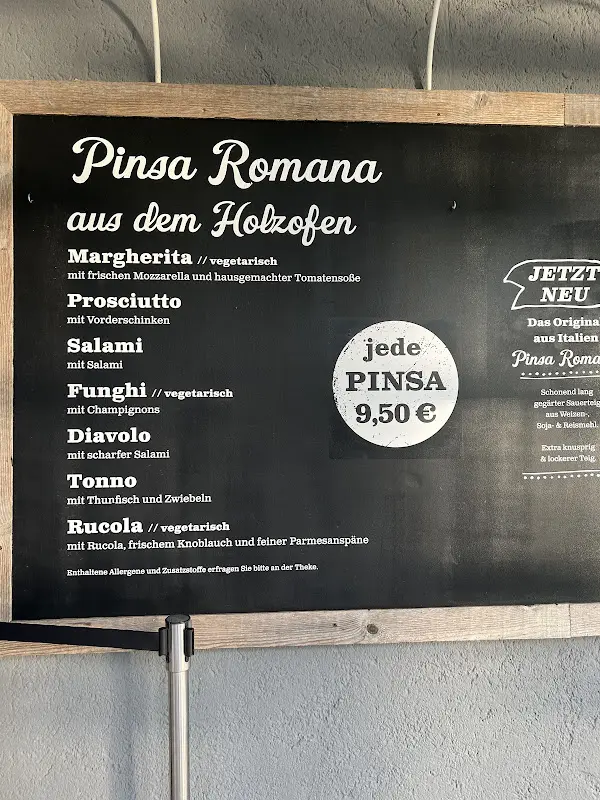 Pinsa Romana
aus dem Holzofen
Margherita // vegetarisch
mit frischen Mozzarella und hausgemachter Tomatensoße
Prosciutto
mit Vorderschinken
Salami
mit Salami
Funghi // vegetarisch
mit Champignons
Diavolo
mit scharfer Salami
Tonno
mit Thunfisch und Zwiebeln
Rucola // vegetarisch
mit Rucola, frischem Knoblauch und feiner Parmesanspäne
Enthaltene Allergene und Zusatzstoffe erfragen Sie bitte an der Theke.
jede
PINSA
9,50 €
JETZT
NEU
Das Origina
aus Italien
Pinsa Roma
Schonend lang
gegärter Sauerteig
aus Weizen-,
Soja- & Reismehl.
Extra knusprig
& lockerer Teig.